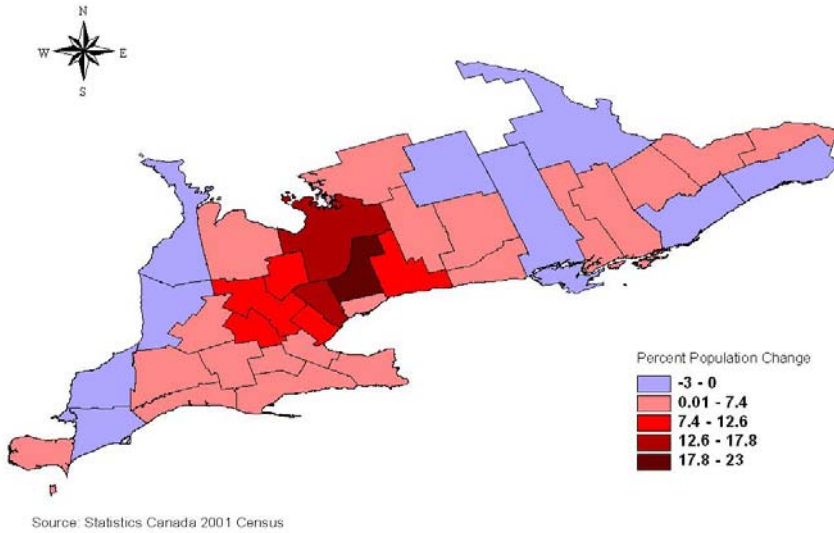 N
W E
S
Percent Population Change
-3 - 0
0.01 - 7.4
7.4 - 12.6
12.6 - 17.8
17.8 - 23
Source: Statistics Canada 2001 Census